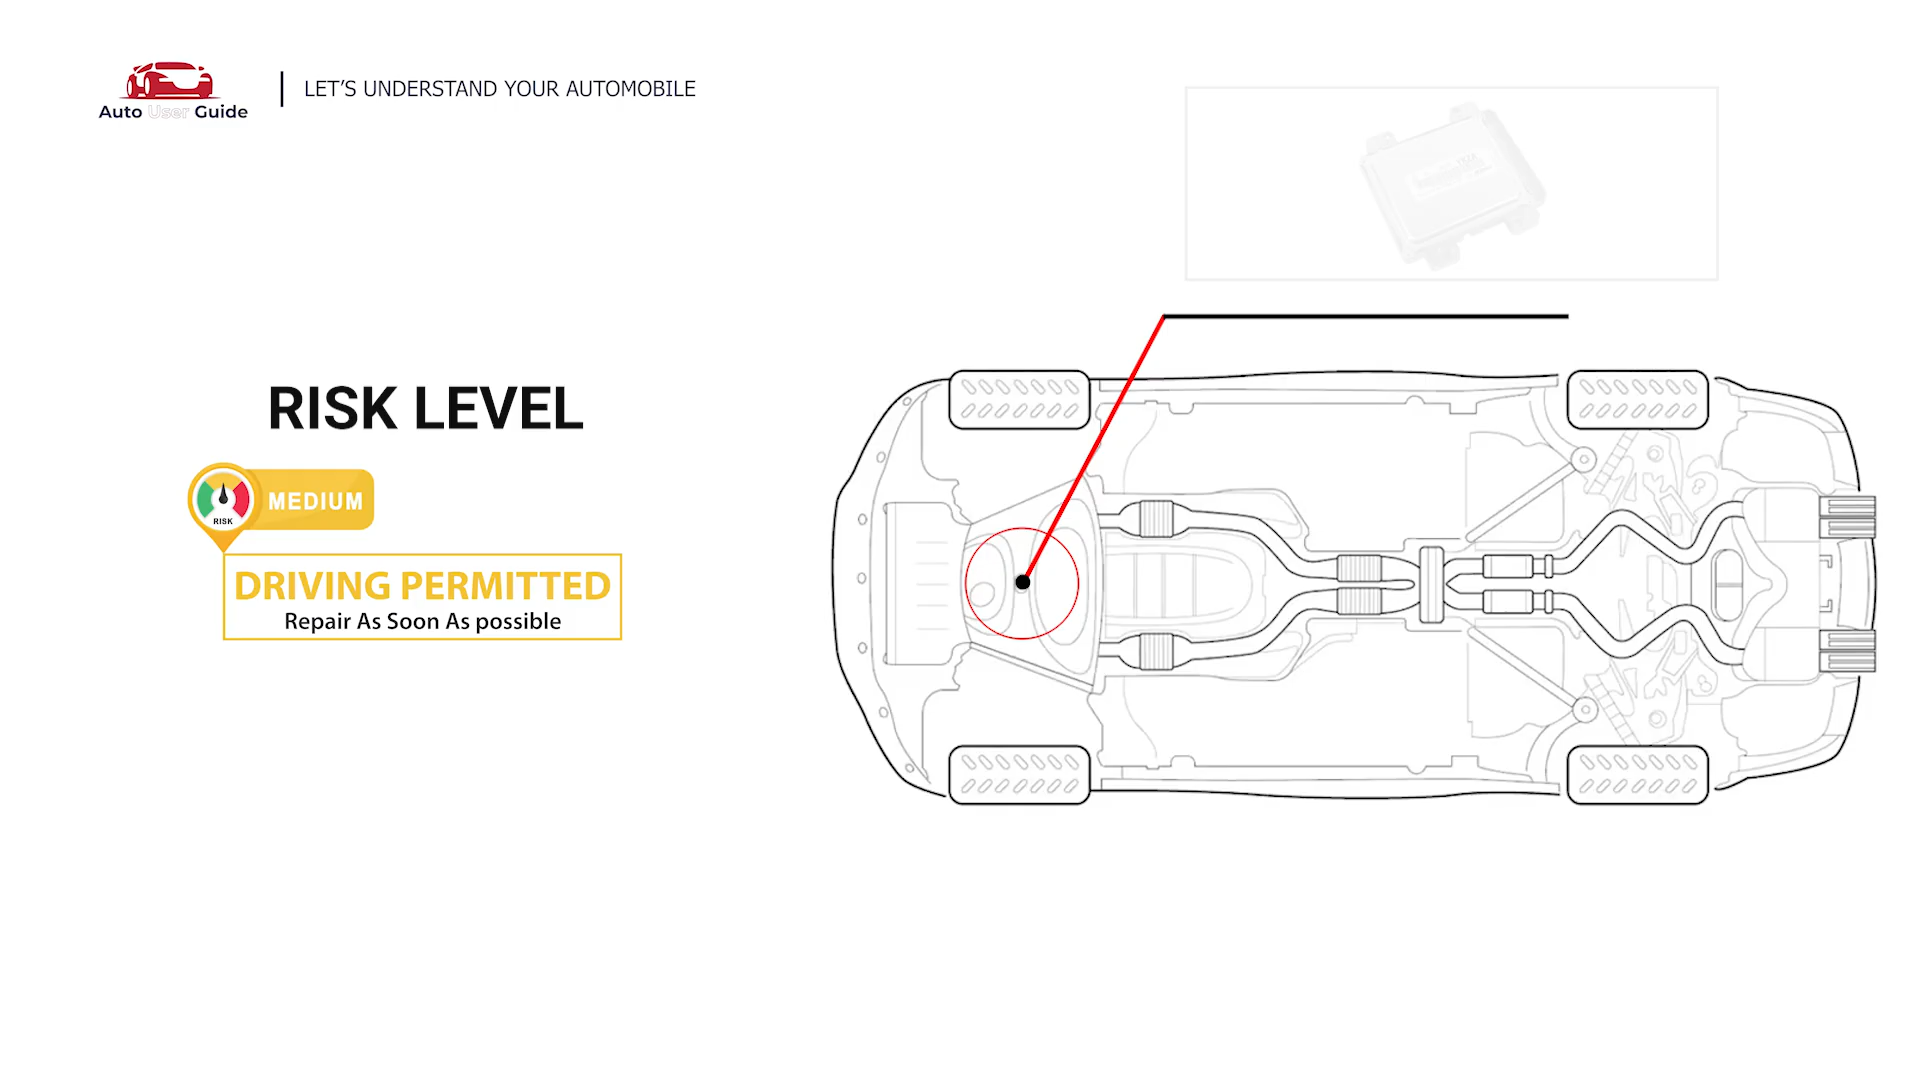 Auto User Guide
LET'S UNDERSTAND YOUR AUTOMOBILE
RISK LEVEL
RISK
MEDIUM
DRIVING PERMITTED
Repair As Soon As possible